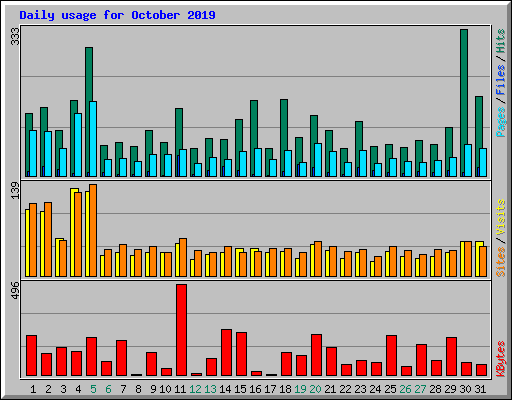 Daily usage for October 2019
333
Pages / Files / Hits
139
Sites / Visits
496
KBytes
1 2 3 4 5 6 7 8 9 10 11 12 13 14 15 16 17 18 19 20 21 22 23 24 25 26 27 28 29 30 31